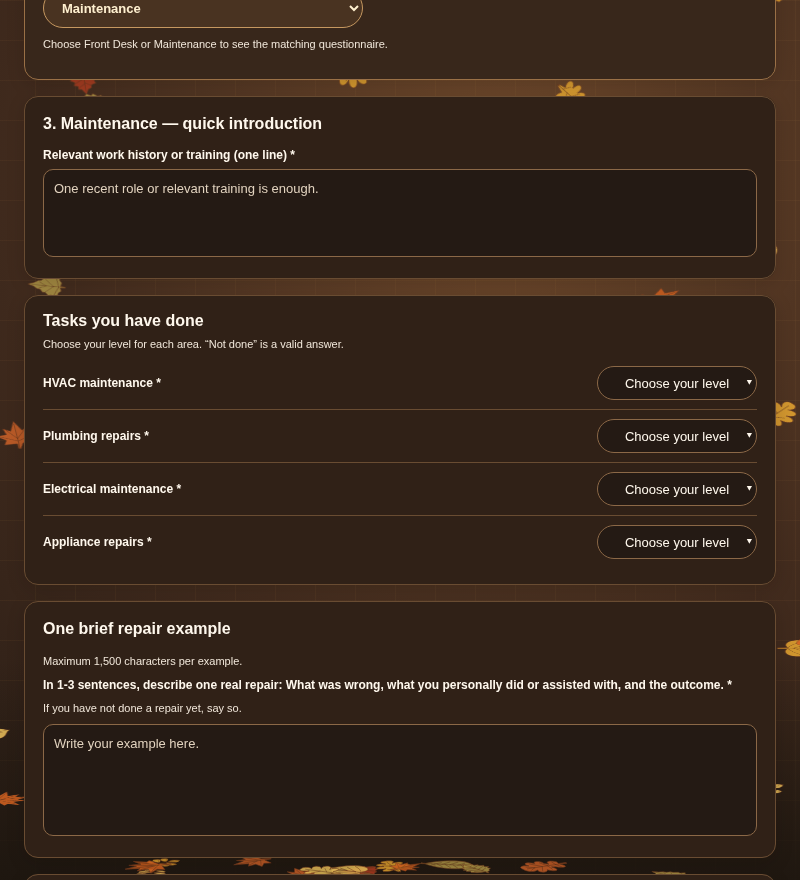 Maintenance
Choose Front Desk or Maintenance to see the matching questionnaire.
3. Maintenance — quick introduction
Relevant work history or training (one line) *
One recent role or relevant training is enough.
Tasks you have done
Choose your level for each area. “Not done” is a valid answer.
HVAC maintenance * Choose your level
Plumbing repairs * Choose your level
Electrical maintenance * Choose your level
Appliance repairs * Choose your level
One brief repair example
Maximum 1,500 characters per example.
In 1-3 sentences, describe one real repair: What was wrong, what you personally did or assisted with, and the outcome. *
If you have not done a repair yet, say so.
Write your example here.